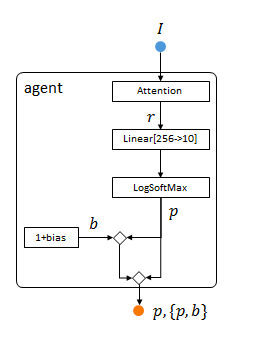 I
agent
Attention
r
Linear[256->10]
LogSoftMax
p
b
1+bias
p,{p,b}